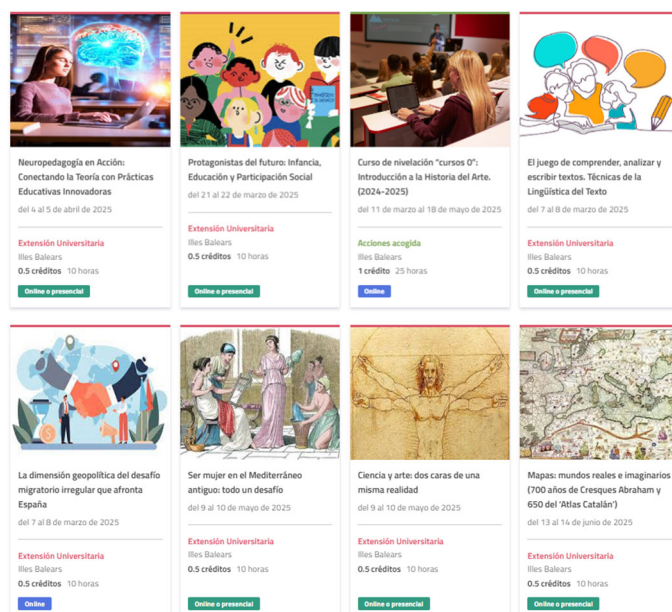 Neuropedagogía en Acción:
Conectando la Teoría con Prácticas
Educativas Innovadoras
del 4 al 5 de abril de 2025
Extensión Universitaria
Illes Balears
0.5 créditos 10 horas
Online o presencial
Protagonistas del futuro: Infancia,
Educación y Participación Social
del 21 al 22 de marzo de 2025
Extensión Universitaria
Illes Balears
0.5 créditos 10 horas
Online o presencial
Curso de nivelación "cursos 0":
Introducción a la Historia del Arte.
(2024-2025)
del 11 de marzo al 18 de mayo de 2025
Acciones acogida
Illes Balears
1 crédito 25 horas
Online
El juego de comprender, analizar y
escribir textos. Técnicas de la
Lingüística del Texto
del 7 al 8 de marzo de 2025
Extensión Universitaria
Illes Balears
0.5 créditos 10 horas
Online o presencial
La dimensión geopolítica del desafío
migratorio irregular que afronta
España
del 7 al 8 de marzo de 2025
Extensión Universitaria
Illes Balears
0.5 créditos 10 horas
Online
Ser mujer en el Mediterráneo
antiguo: todo un desafío
del 9 al 10 de mayo de 2025
Extensión Universitaria
Illes Balears
0.5 créditos 10 horas
Online o presencial
Ciencia y arte: dos caras de una
misma realidad
del 9 al 10 de mayo de 2025
Extensión Universitaria
Illes Balears
0.5 créditos 10 horas
Online o presencial
Mapas: mundos reales e imaginarios
(700 años de Cresques Abraham y
650 del 'Atlas Catalán')
del 13 al 14 de junio de 2025
Extensión Universitaria
Illes Balears
0.5 créditos 10 horas
Online o presencial